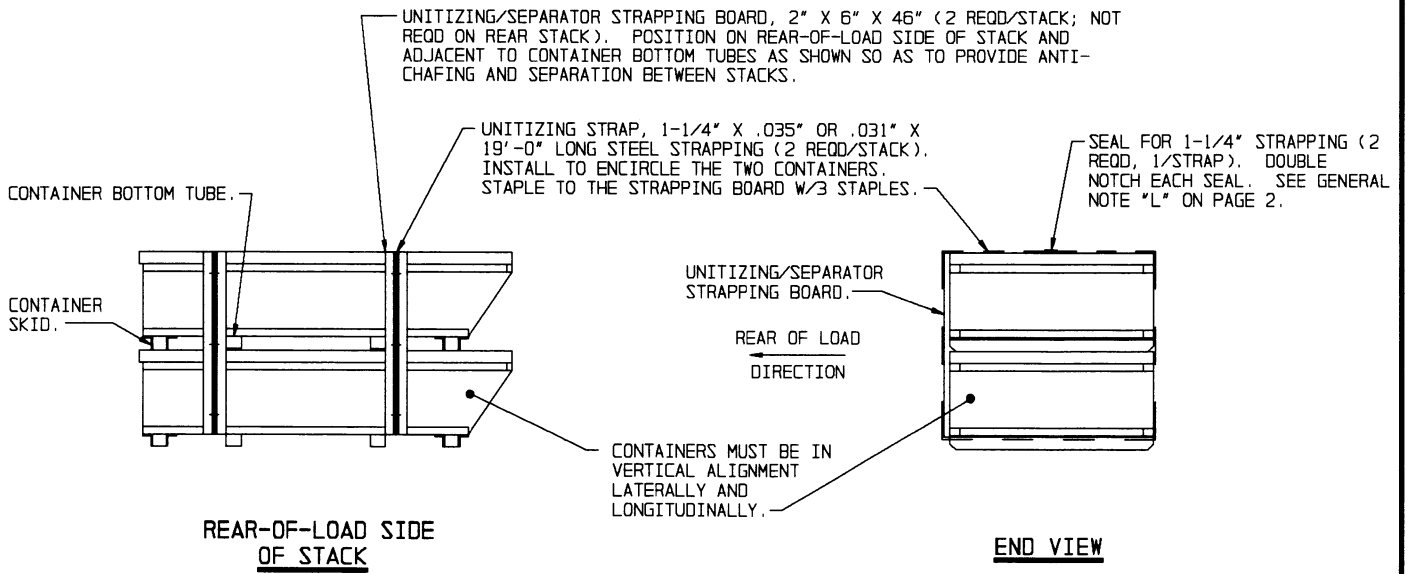 UNITIZING/SEPARATOR STRAPPING BOARD, 2" X 6" X 46" (2 REQD/STACK; NOT
REQD ON REAR STACK). POSITION ON REAR-OF-LOAD SIDE OF STACK AND
ADJACENT TO CONTAINER BOTTOM TUBES AS SHOWN SO AS TO PROVIDE ANTI-
CHAFING AND SEPARATION BETWEEN STACKS.
UNITIZING STRAP, 1-1/4" X .035" OR .031" X
19'-0" LONG STEEL STRAPPING (2 REQD/STACK).
INSTALL TO ENCIRCLE THE TWO CONTAINERS.
STAPLE TO THE STRAPPING BOARD W/3 STAPLES.
SEAL FOR 1-1/4" STRAPPING (2
REQD, 1/STRAP). DOUBLE
NOTCH EACH SEAL. SEE GENERAL
NOTE "L" ON PAGE 2.
CONTAINER BOTTOM TUBE.
CONTAINER
SKID.
UNITIZING/SEPARATOR
STRAPPING BOARD.
REAR OF LOAD
DIRECTION
CONTAINERS MUST BE IN
VERTICAL ALIGNMENT
LATERALLY AND
LONGITUDINALLY.
REAR-OF-LOAD SIDE
OF STACK
END VIEW